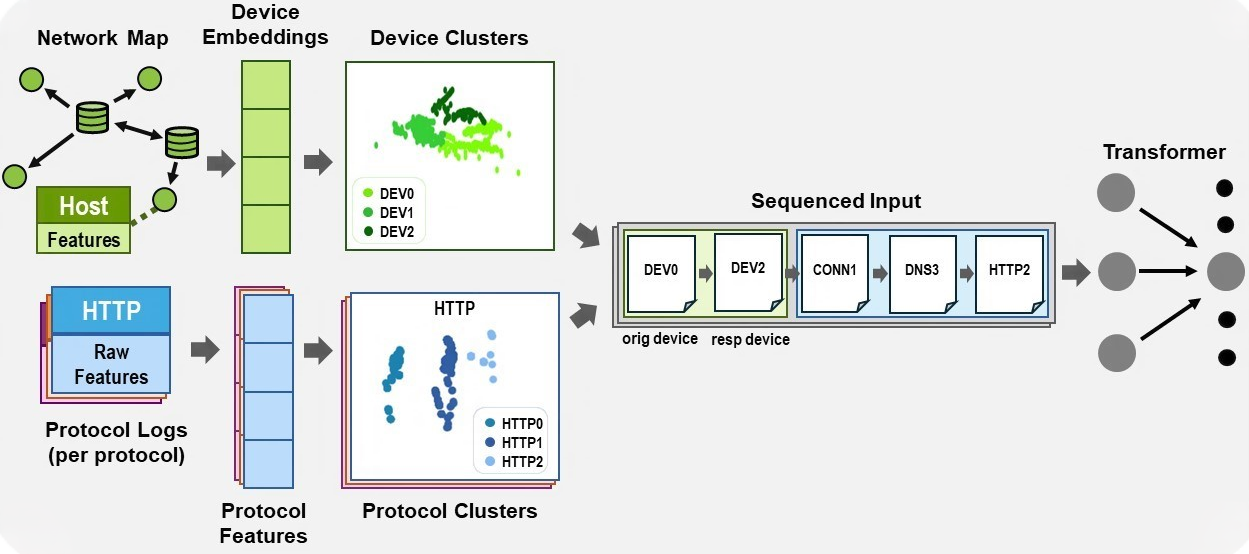 Network Map
Device
Embeddings
Device Clusters
Host
Features
DEV0
DEV1
DEV2
HTTP
Raw
Features
Protocol Logs
(per protocol)
Protocol
Features
HTTP
HTTP0
HTTP1
HTTP2
Protocol Clusters
Sequenced Input
DEV0
DEV2
CONN1
DNS3
HTTP2
orig device
resp device
Transformer